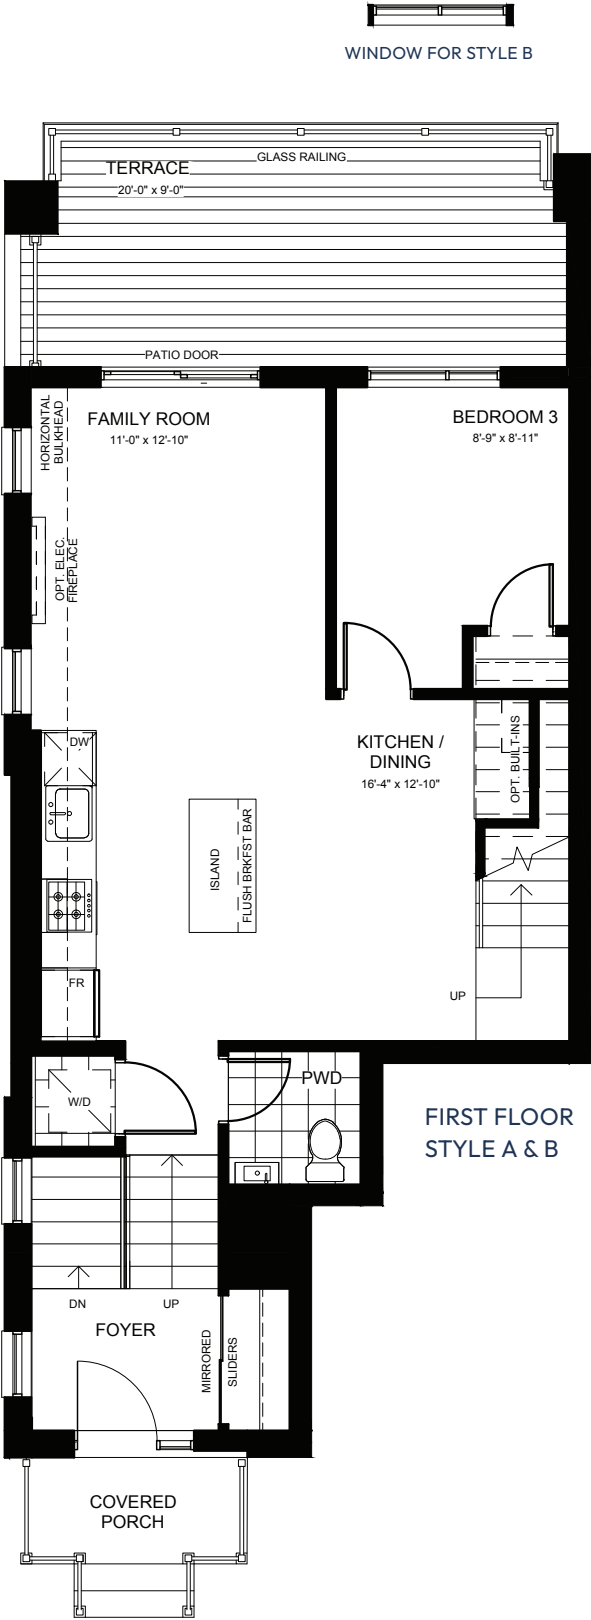 WINDOW FOR STYLE B
GLASS RAILING
TERRACE
20'-0" x 9'-0"
PATIO DOOR
HORIZONTAL
BULKHEAD
FAMILY ROOM
11'-0" x 12'-10"
BEDROOM 3
8'-9" x 8'-11"
OPT. ELEC.
FIREPLACE
DW
KITCHEN /
DINING
16'-4" x 12'-10"
OPT. BUILT-INS
ISLAND
FLUSH BRKFST BAR
FR
UP
W/D
PWD
FIRST FLOOR
STYLE A & B
DN
UP
FOYER
MIRRORED
SLIDERS
COVERED
PORCH